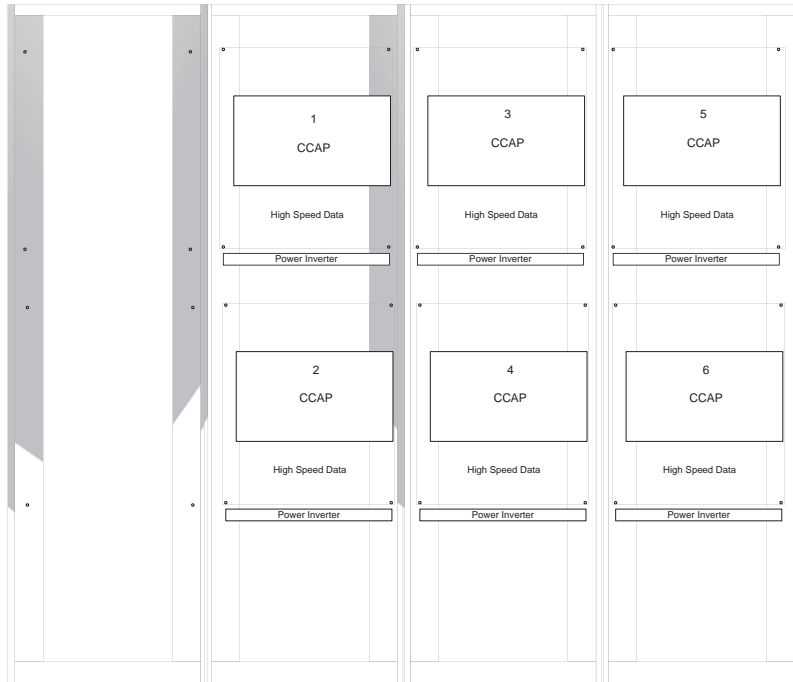 1
CCAP
High Speed Data
Power Inverter
3
CCAP
High Speed Data
Power Inverter
5
CCAP
High Speed Data
Power Inverter
2
CCAP
High Speed Data
Power Inverter
4
CCAP
High Speed Data
Power Inverter
6
CCAP
High Speed Data
Power Inverter